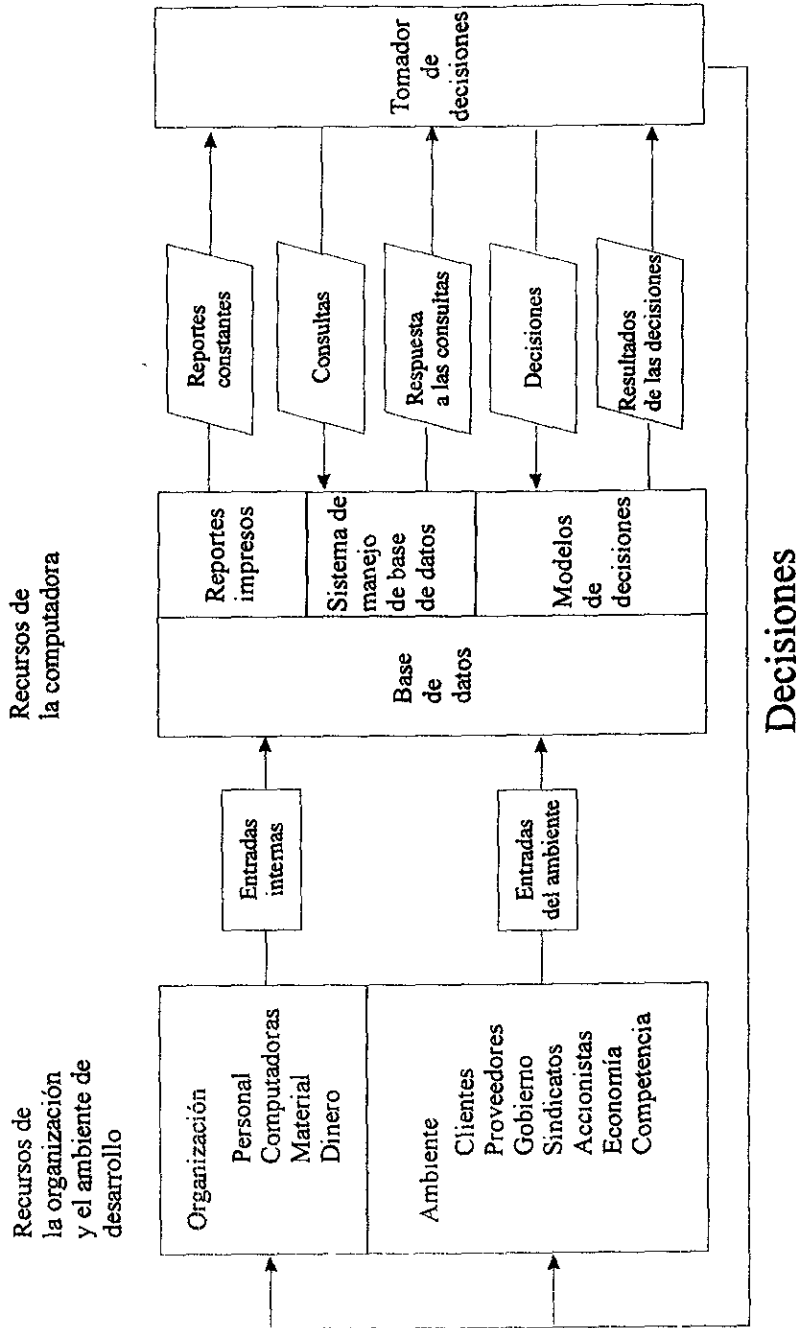 Recursos de
la organización
y el ambiente de
desarrollo
Recursos de
la computadora
Organización
Personal
Computadoras
Material
Dinero
Ambiente
Clientes
Proveedores
Gobierno
Sindicatos
Accionistas
Economía
Competencia
Entradas
internas
Entradas
del ambiente
Base
de
datos
Reportes
impresos
Sistema de
manejo
de base
de datos
Modelos
de
decisiones
Reportes
constantes
Consultas
Respuesta
a las consultas
Decisiones
Resultados
de las decisiones
Tomador
de
decisiones
Decisiones